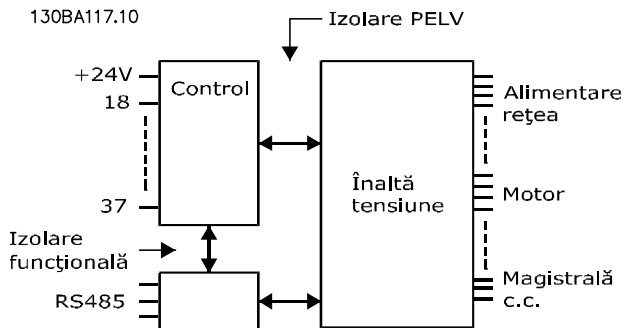 130BA117.10
Izolare PELV
+24V
Control
18
37
Alimentare
reţea
Înaltă
tensiune
Motor
Izolare
funcţională
RS485
Magistrală
c.c.